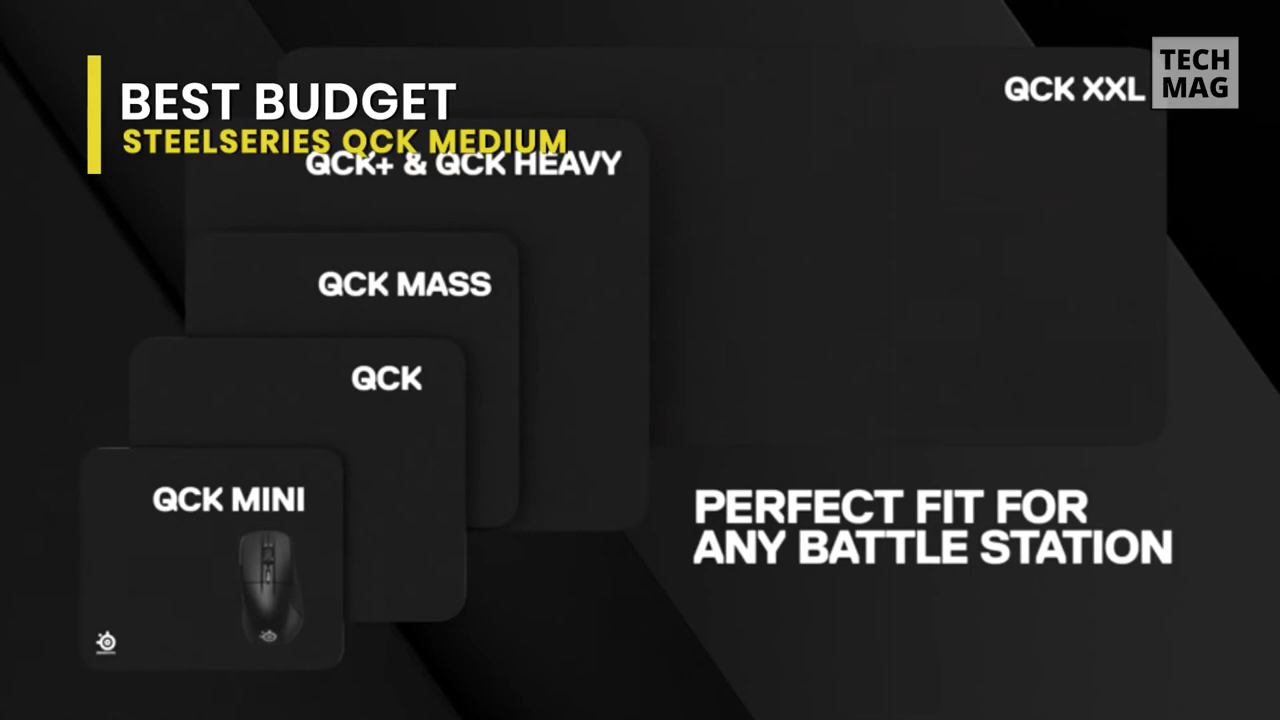 BEST BUDGET
STEELSERIES QCK MEDIUM
TECH
MAG
QCK XXL
QCK+ & QCK HEAVY
QCK MASS
QCK
QCK MINI
PERFECT FIT FOR
ANY BATTLE STATION